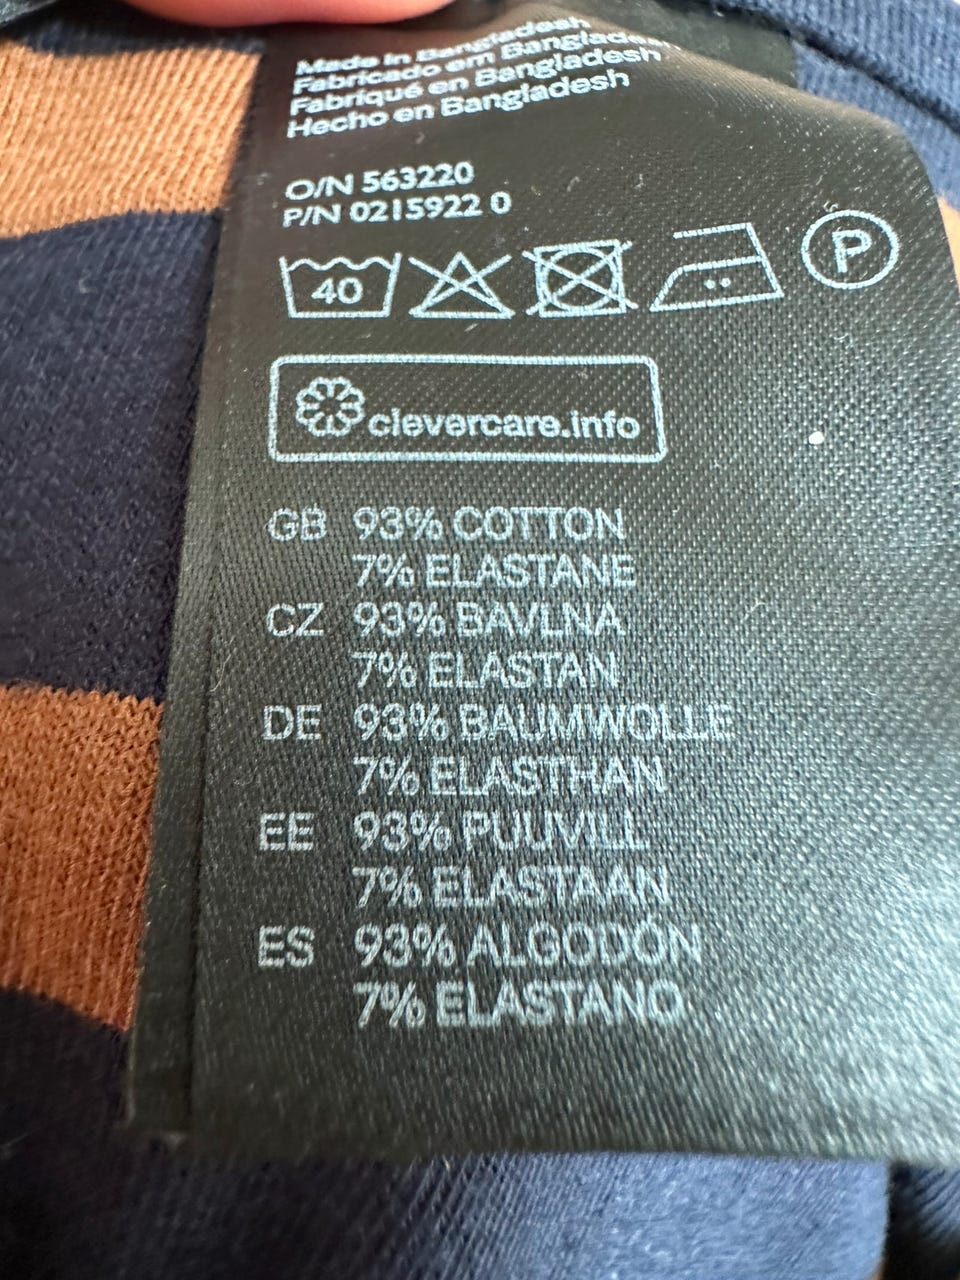 Made in Bangladesh
Fabricado em Bangladesh
Fabriqué en Bangladesh
Hecho en Bangladesh
O/N 563220
P/N 0215922 0
40
P
clevercare.info
GB 93% COTTON
7% ELASTANE
CZ 93% BAVLNA
7% ELASTAN
DE 93% BAUMWOLLE
7% ELASTHAN
EE 93% PUUVILL
7% ELASTAAN
ES 93% ALGODÓN
7% ELASTANO